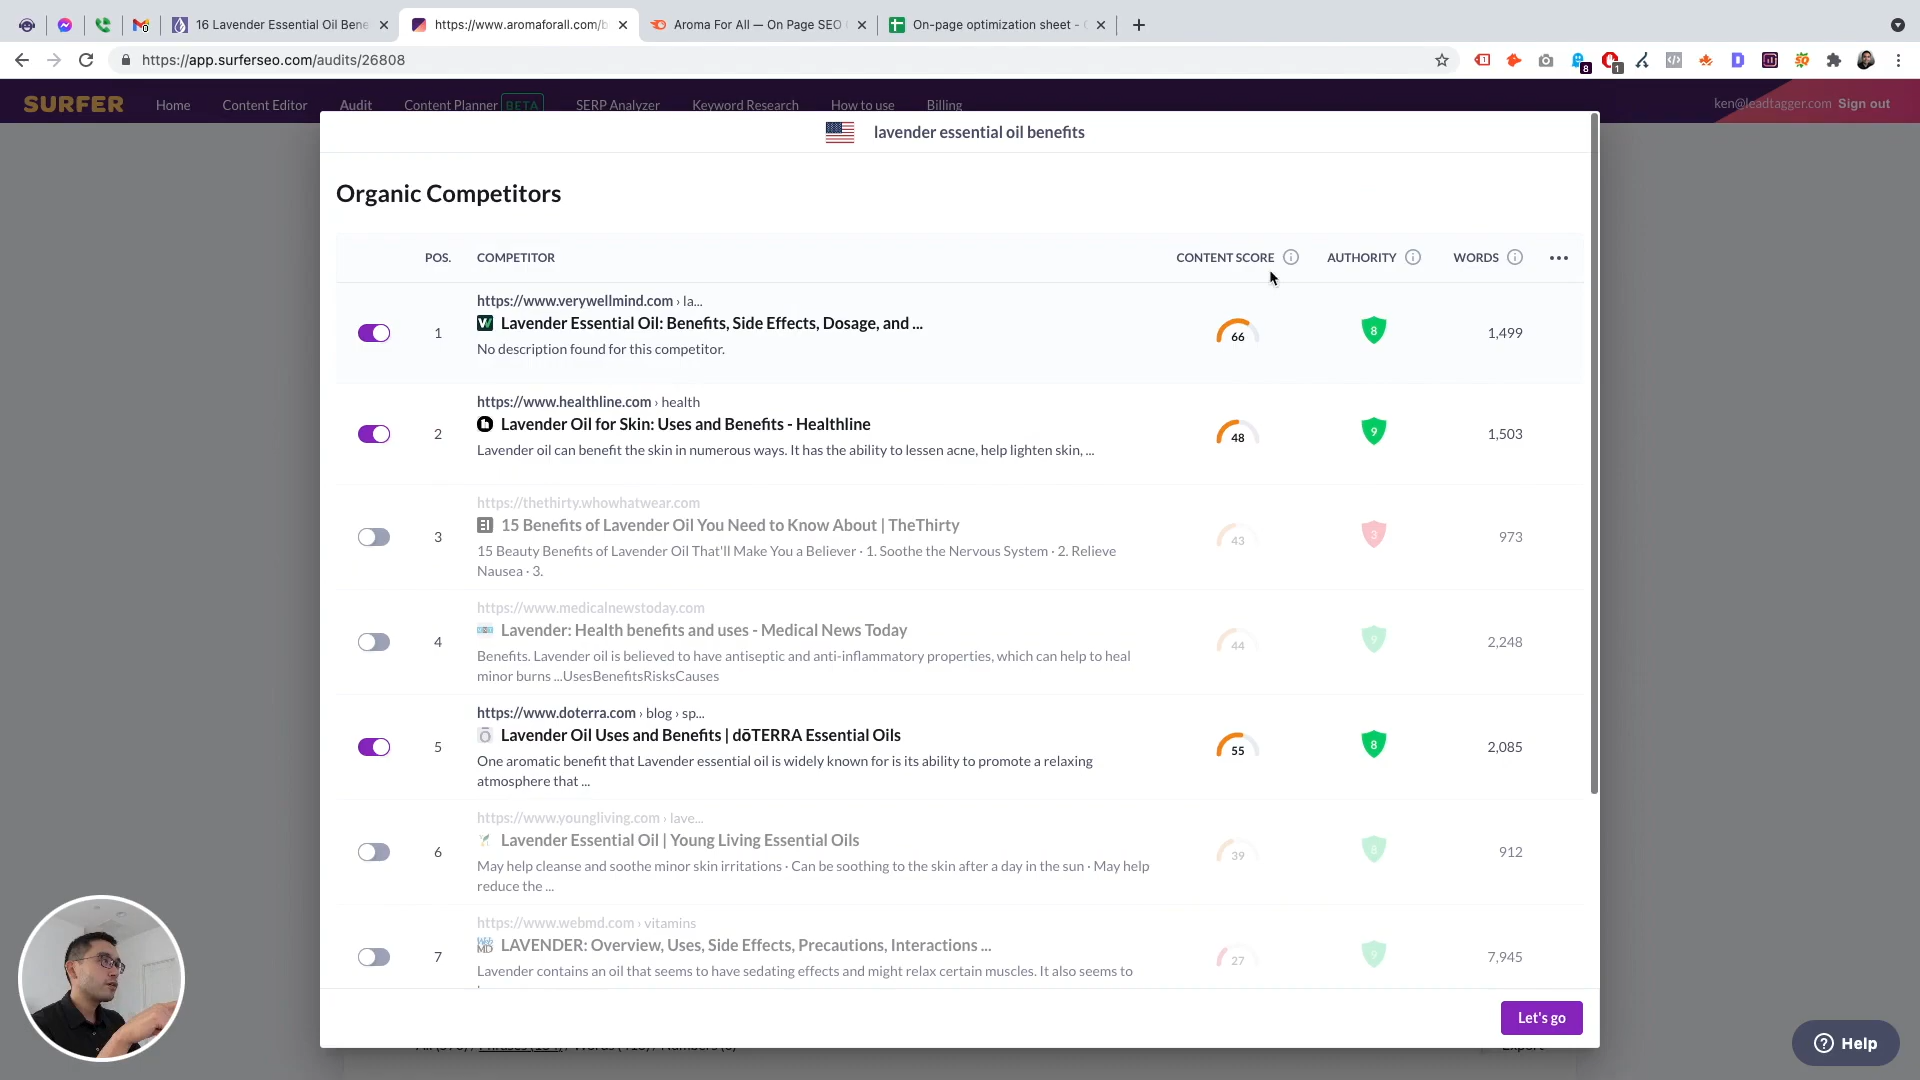 16 Lavender Essential Oil Bene
https://www.aromaforall.com/b
Aroma For All — On Page SEO
On-page optimization sheet -
https://app.surferseo.com/audits/26808
8
1
SURFER
Home
Content Editor
Audit
Content Planner BETA
SERP Analyzer
Keyword Research
How to use
Billing
ken@leadtagger.com Sign out
lavender essential oil benefits
Organic Competitors
POS.
COMPETITOR
CONTENT SCORE
AUTHORITY
WORDS
https://www.verywellmind.com › la...
1
Lavender Essential Oil: Benefits, Side Effects, Dosage, and ...
No description found for this competitor.
66
8
1,499
https://www.healthline.com › health
2
Lavender Oil for Skin: Uses and Benefits - Healthline
Lavender oil can benefit the skin in numerous ways. It has the ability to lessen acne, help lighten skin, ...
48
9
1,503
https://thethirty.whowhatwear.com
3
15 Benefits of Lavender Oil You Need to Know About | TheThirty
15 Beauty Benefits of Lavender Oil That'll Make You a Believer · 1. Soothe the Nervous System · 2. Relieve
Nausea · 3.
43
3
973
https://www.medicalnewstoday.com
4
Lavender: Health benefits and uses - Medical News Today
Benefits. Lavender oil is believed to have antiseptic and anti-inflammatory properties, which can help to heal
minor burns ...UsesBenefitsRisksCauses
44
9
2,248
https://www.doterra.com › blog › sp...
5
Lavender Oil Uses and Benefits | dōTERRA Essential Oils
One aromatic benefit that Lavender essential oil is widely known for is its ability to promote a relaxing
atmosphere that ...
55
8
2,085
https://www.youngliving.com › lave...
6
Lavender Essential Oil | Young Living Essential Oils
May help cleanse and soothe minor skin irritations · Can be soothing to the skin after a day in the sun · May help
reduce the ...
39
8
912
https://www.webmd.com › vitamins
7
LAVENDER: Overview, Uses, Side Effects, Precautions, Interactions ...
Lavender contains an oil that seems to have sedating effects and might relax certain muscles. It also seems to
27
9
7,945
Let's go
Help